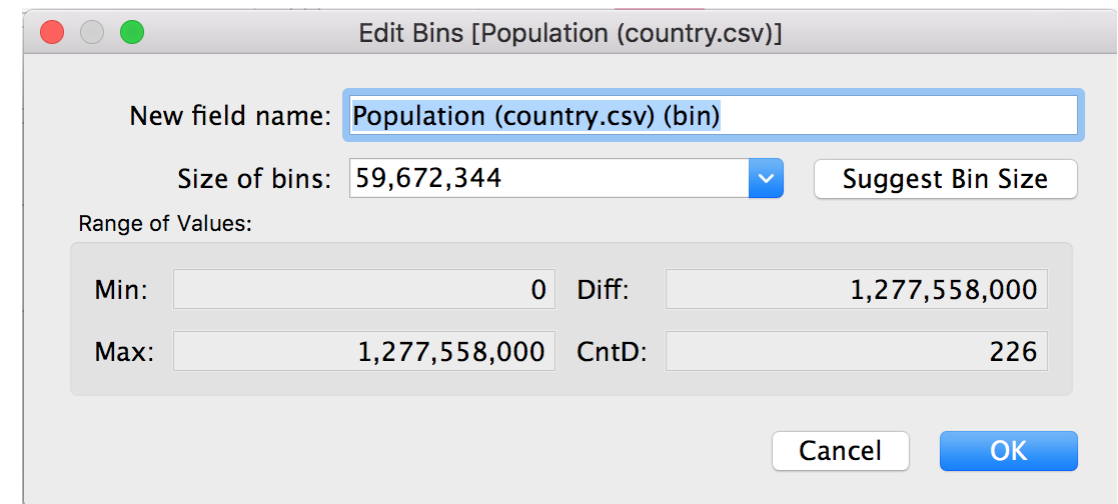 Edit Bins [Population (country.csv)]
New field name: Population (country.csv) (bin)
Size of bins: 59,672,344 Suggest Bin Size
Range of Values:
Min: 0 Diff: 1,277,558,000
Max: 1,277,558,000 CntD: 226
Cancel OK